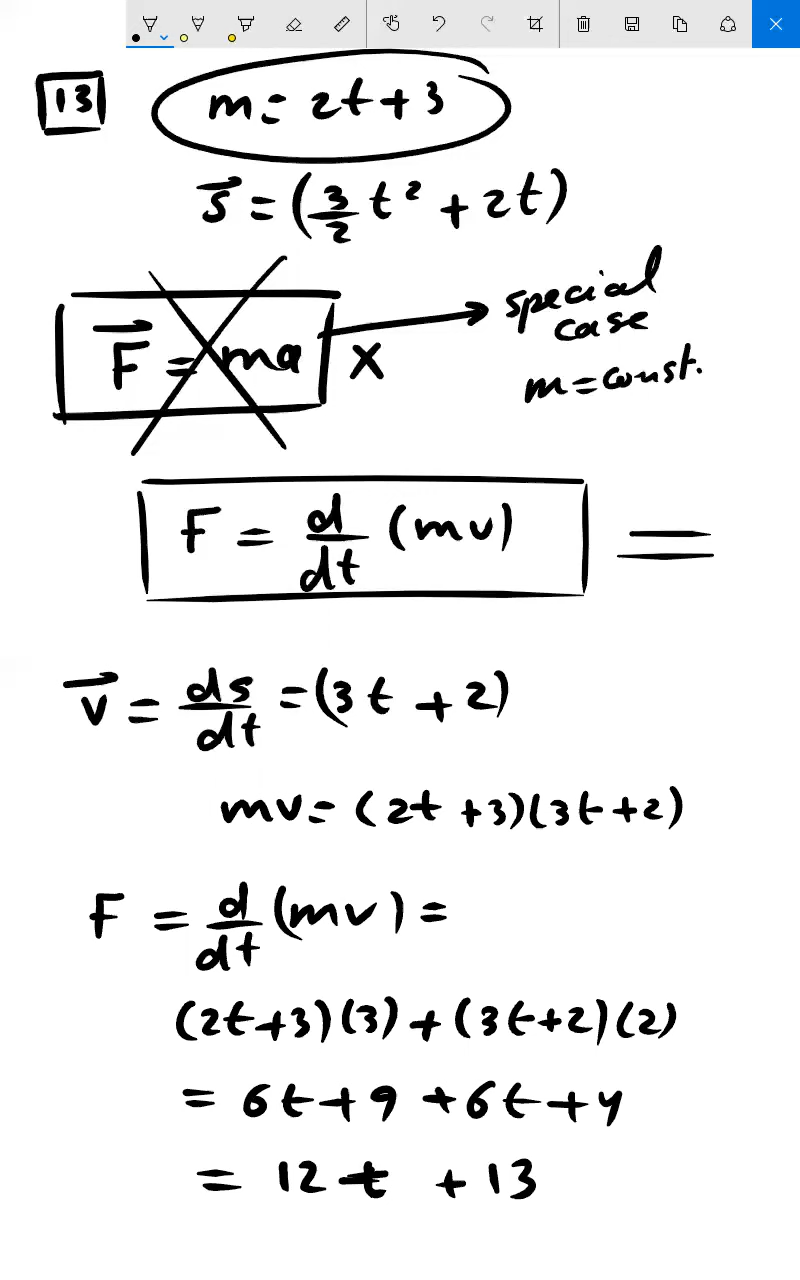 13 m = 2t + 3
s⃗ = (3/2 t² + 2t)
F⃗ = ma X → special case m = const.
F = d/dt (mv) =
v⃗ = ds/dt = (3t + 2)
mv = (2t + 3)(3t + 2)
F = d/dt (mv) =
(2t+3)(3) + (3t+2)(2)
= 6t + 9 + 6t + 4
= 12t + 13